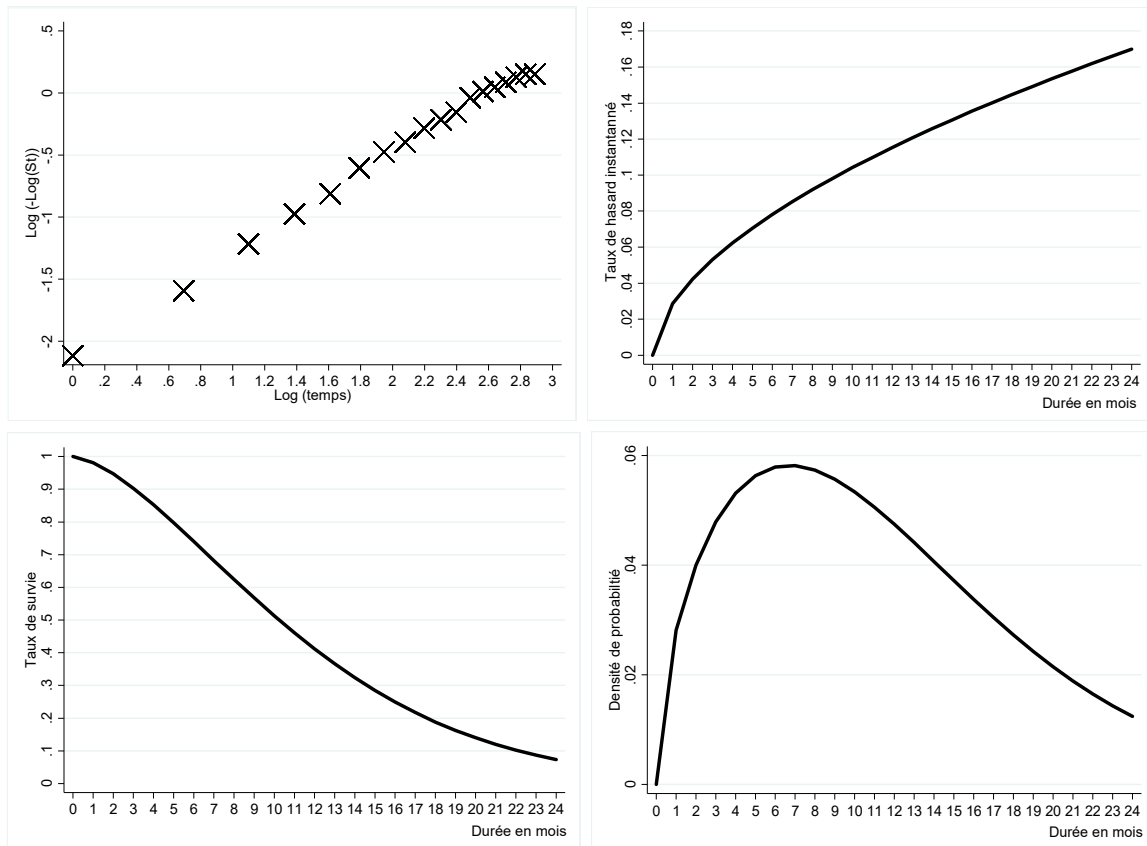 Log (-Log(St))
.5
0
-.5
-1
-1.5
-2
0 .2 .4 .6 .8 1 1.2 1.4 1.6 1.8 2 2.2 2.4 2.6 2.8 3
Log (temps)
Taux de hasard instantanné
.18
.16
.14
.12
.1
.08
.06
.04
.02
0
0 1 2 3 4 5 6 7 8 9 10 11 12 13 14 15 16 17 18 19 20 21 22 23 24
Durée en mois
Taux de survie
1
.9
.8
.7
.6
.5
.4
.3
.2
.1
0
0 1 2 3 4 5 6 7 8 9 10 11 12 13 14 15 16 17 18 19 20 21 22 23 24
Durée en mois
Densité de probabiltié
.06
.04
.02
0
0 1 2 3 4 5 6 7 8 9 10 11 12 13 14 15 16 17 18 19 20 21 22 23 24
Durée en mois